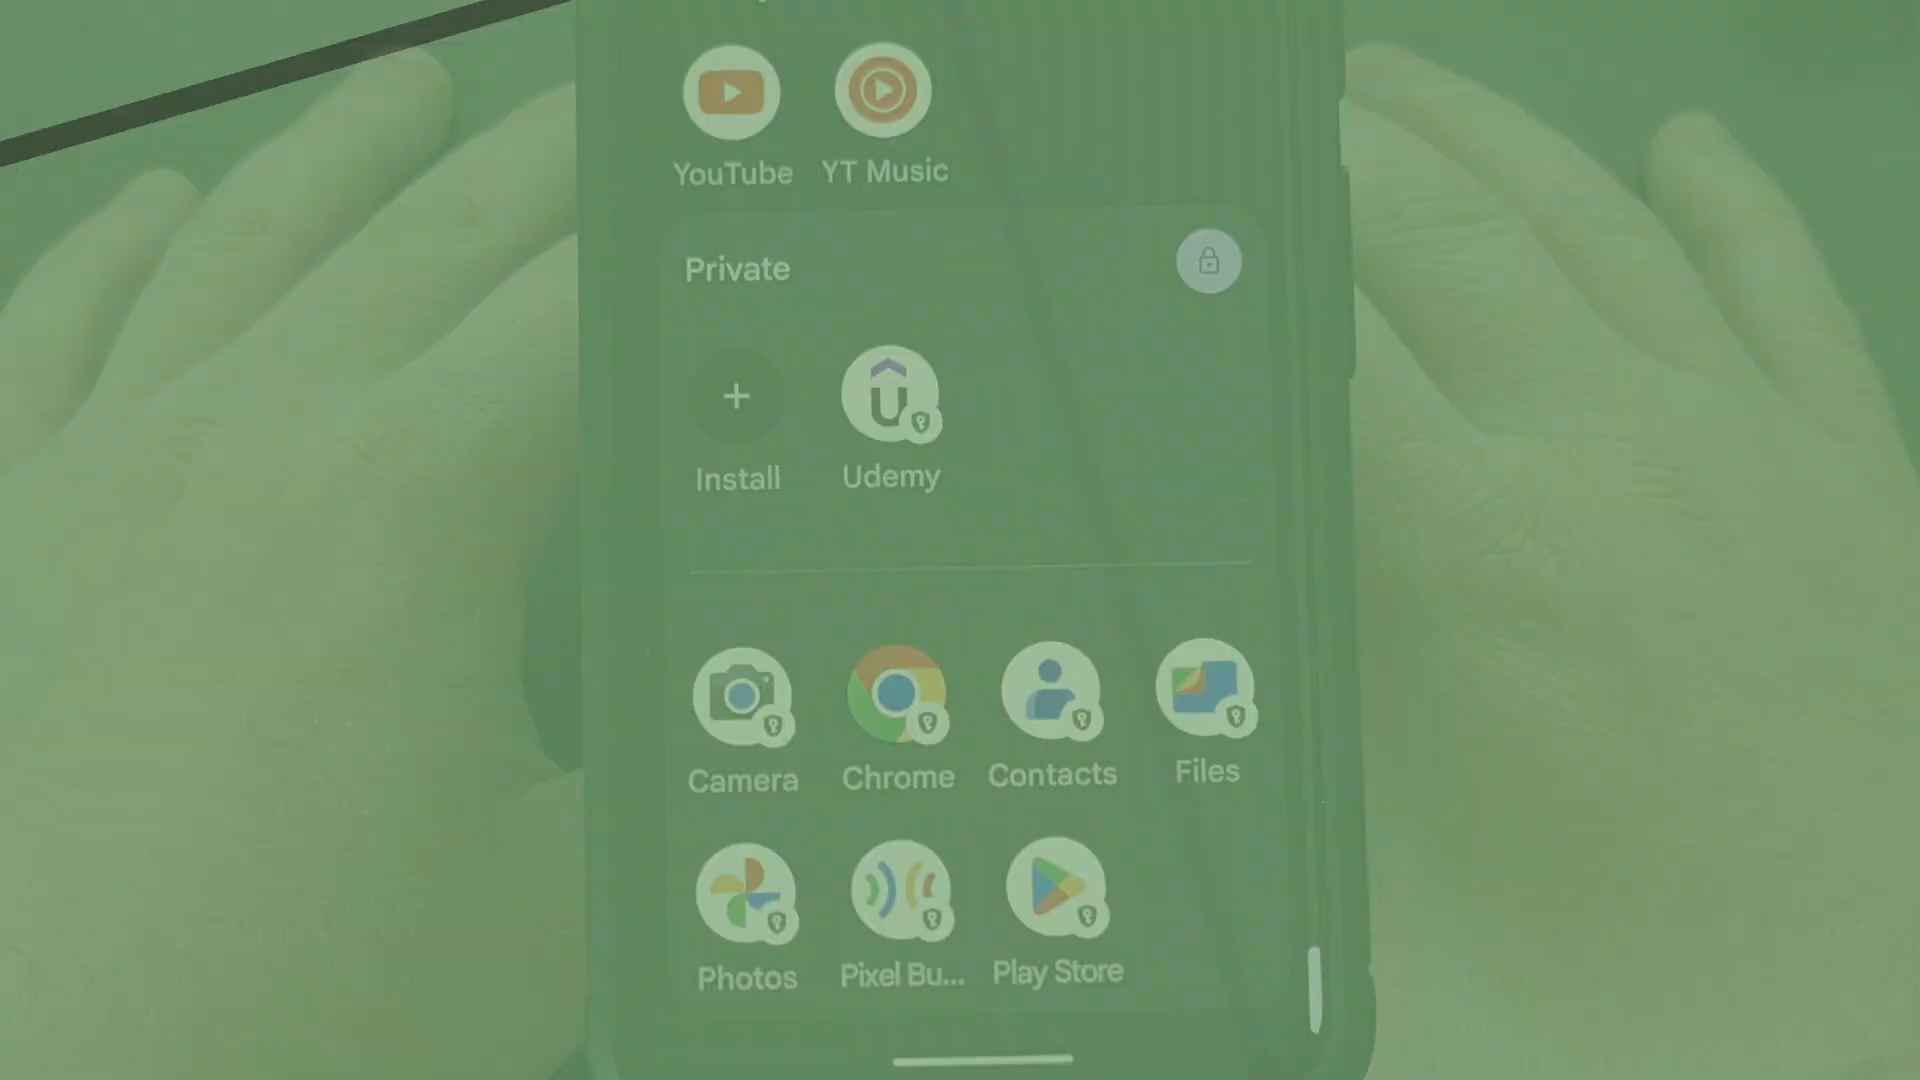 YouTube YT Music
Private
Install Udemy
Camera Chrome Contacts Files
Photos Pixel Bu... Play Store